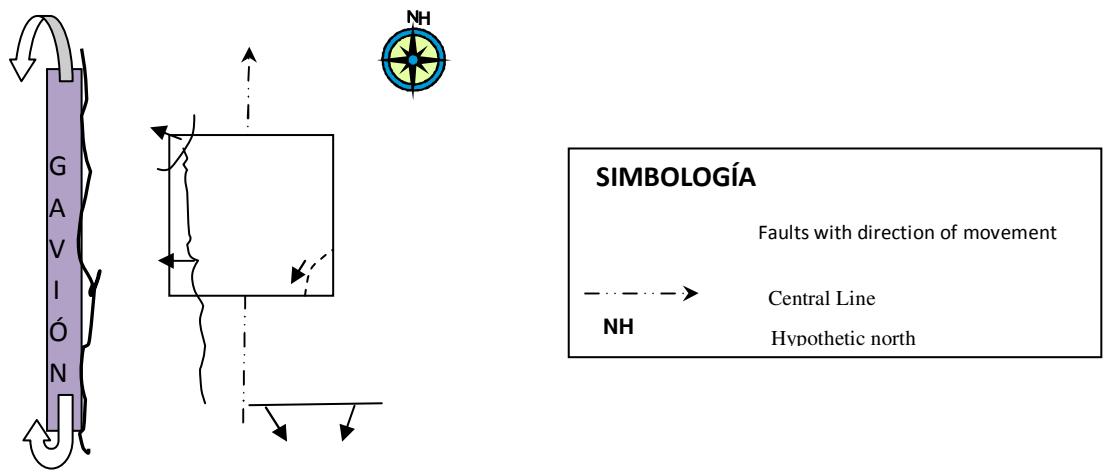 NH
G
A
V
I
Ó
N
SIMBOLOGÍA
Faults with direction of movement
Central Line
NH
Hypothetic north